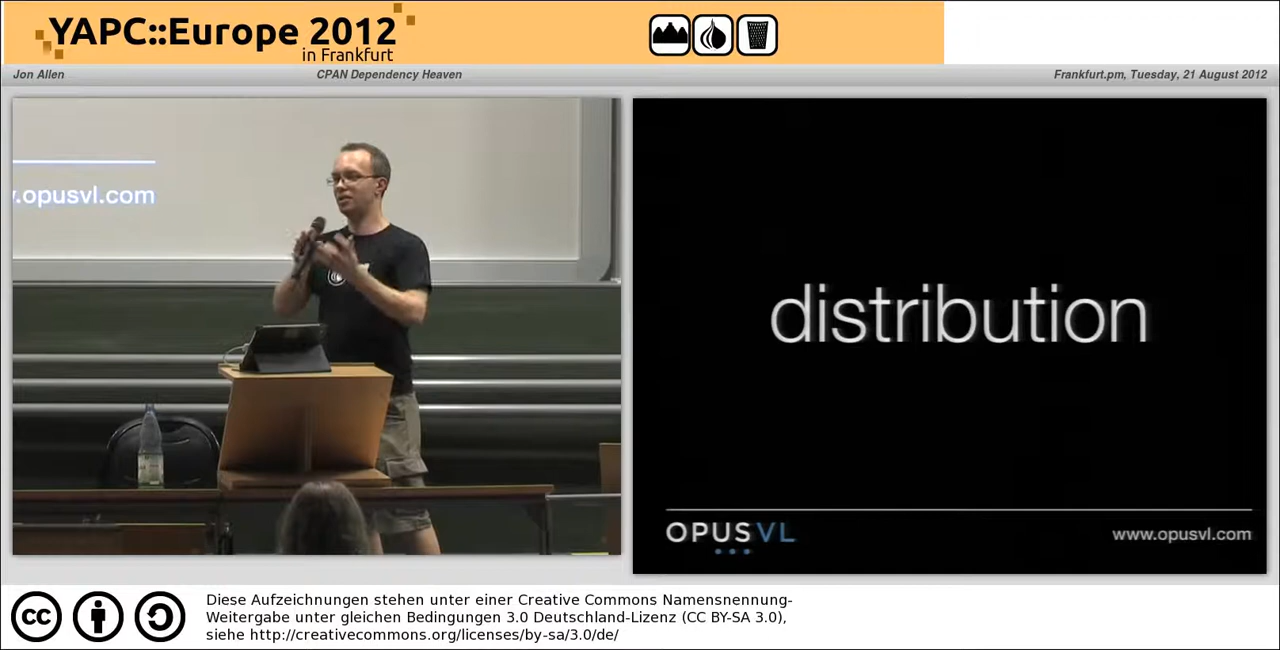 YAPC::Europe 2012
in Frankfurt
Jon Allen
CPAN Dependency Heaven
Frankfurt.pm, Tuesday, 21 August 2012
.opusvl.com
distribution
OPUSVL
www.opusvl.com
cc
Diese Aufzeichnungen stehen unter einer Creative Commons Namensnennung-
Weitergabe unter gleichen Bedingungen 3.0 Deutschland-Lizenz (CC BY-SA 3.0),
siehe http://creativecommons.org/licenses/by-sa/3.0/de/